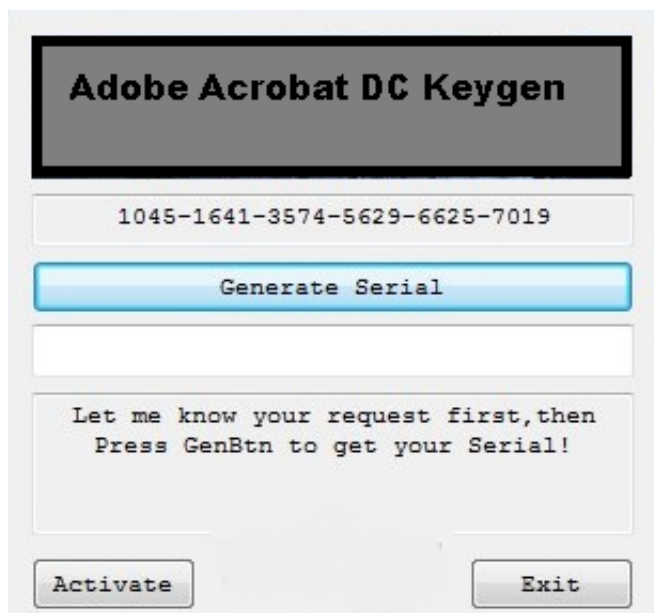 Adobe Acrobat DC Keygen
1045-1641-3574-5629-6625-7019
Generate Serial
Let me know your request first,then
Press GenBtn to get your Serial!
Activate
Exit